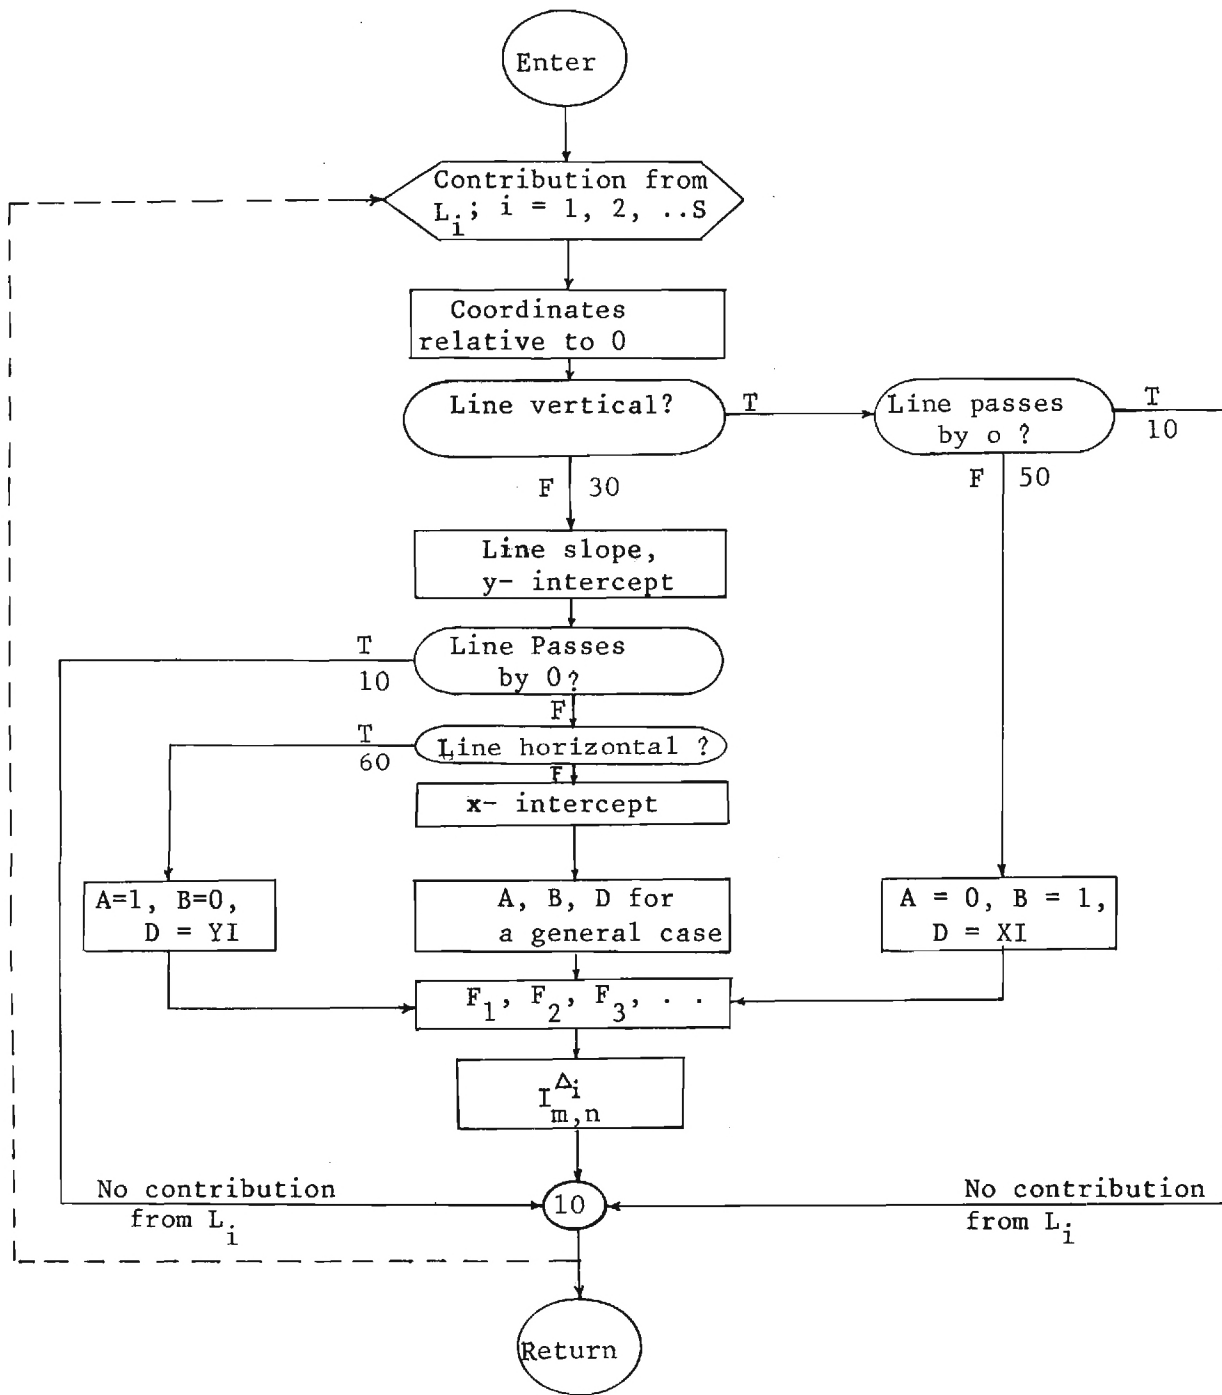 Enter
Contribution from
L_i; i = 1, 2, ..S
Coordinates
relative to 0
Line vertical?
T
Line passes
by o ?
T
10
F 50
F 30
Line slope,
y- intercept
Line Passes
by 0?
T
10
F
Line horizontal ?
T
60
F
x- intercept
A=1, B=0,
D = YI
A, B, D for
a general case
A = 0, B = 1,
D = XI
F_1, F_2, F_3, . .
I_{m,n}^{Δ_i}
No contribution
from L_i
10
No contribution
from L_i
Return